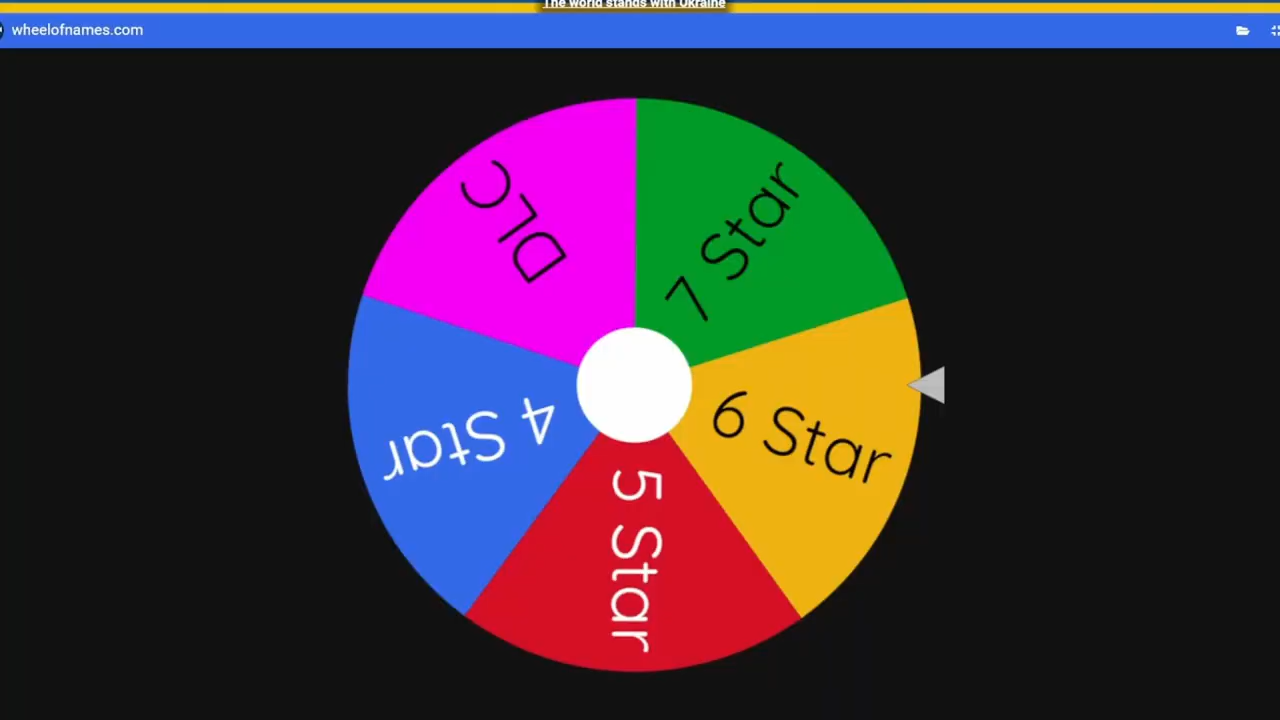 The world stands with Ukraine
wheelofnames.com
DLC
7 Star
6 Star
4 Star
5 Star